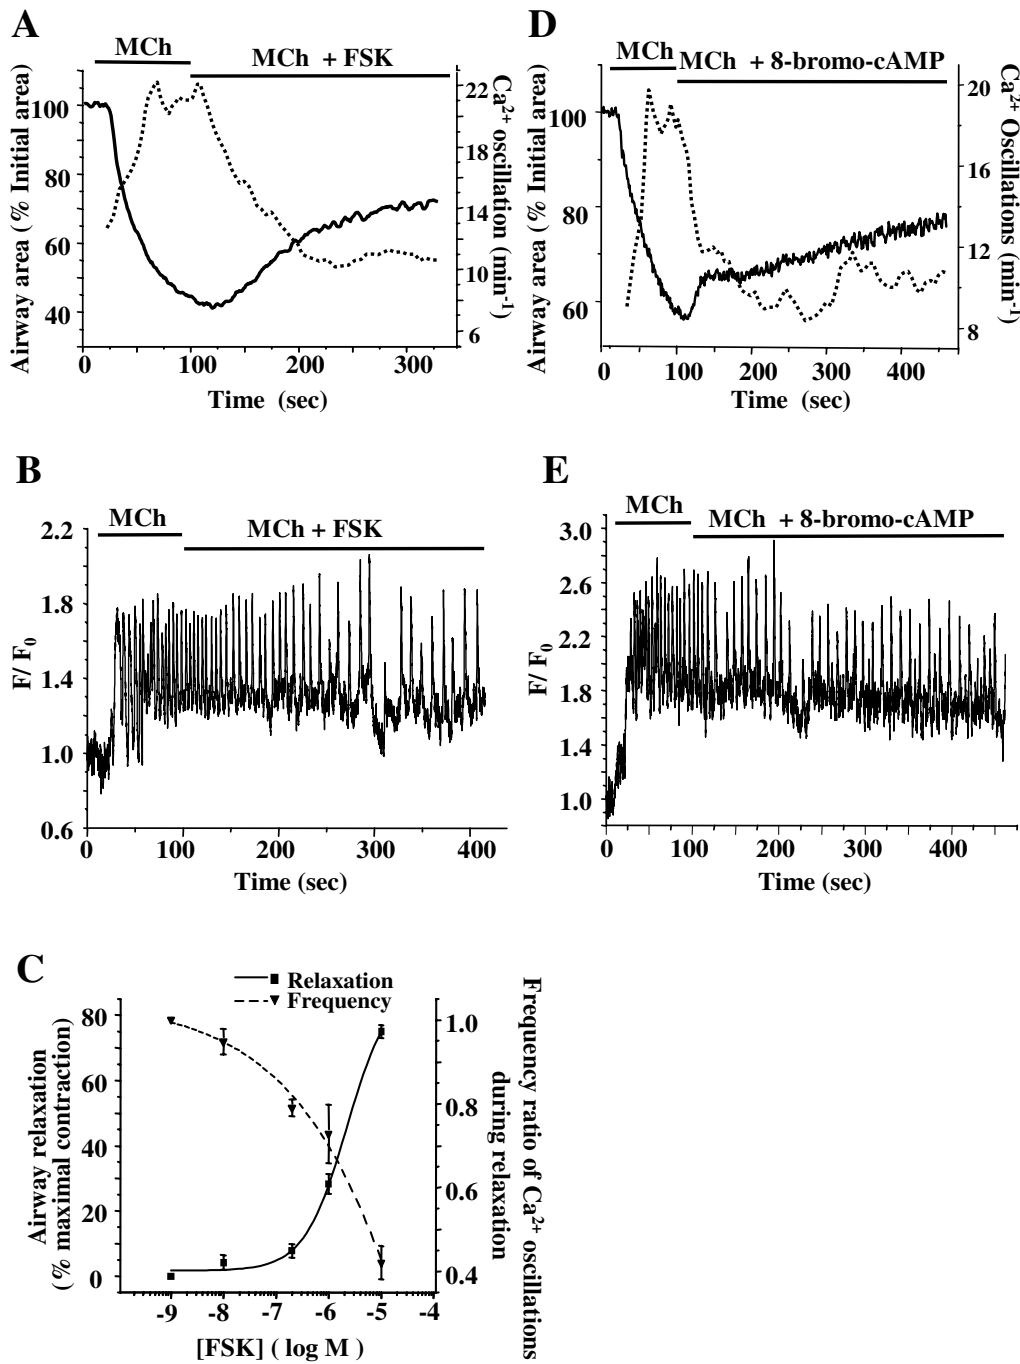 A
MCh
MCh + FSK
Airway area (% Initial area)
100
80
60
40
Ca2+ oscillation (min-1)
22
18
14
10
6
0
100
200
300
Time (sec)
D
MCh
MCh + 8-bromo-cAMP
Airway area (% Initial area)
100
80
60
Ca2+ Oscillations (min-1)
20
16
12
8
0
100
200
300
400
Time (sec)
B
MCh
MCh + FSK
F/ F0
2.2
1.8
1.4
1.0
0.6
0
100
200
300
400
Time (sec)
E
MCh
MCh + 8-bromo-cAMP
F/ F0
3.0
2.6
2.2
1.8
1.4
1.0
0
100
200
300
400
Time (sec)
C
Relaxation
Frequency
Airway relaxation
(% maximal contraction)
80
60
40
20
0
Frequency ratio of Ca2+ oscillations
during relaxation
1.0
0.8
0.6
0.4
-9
-8
-7
-6
-5
-4
[FSK] ( log M )